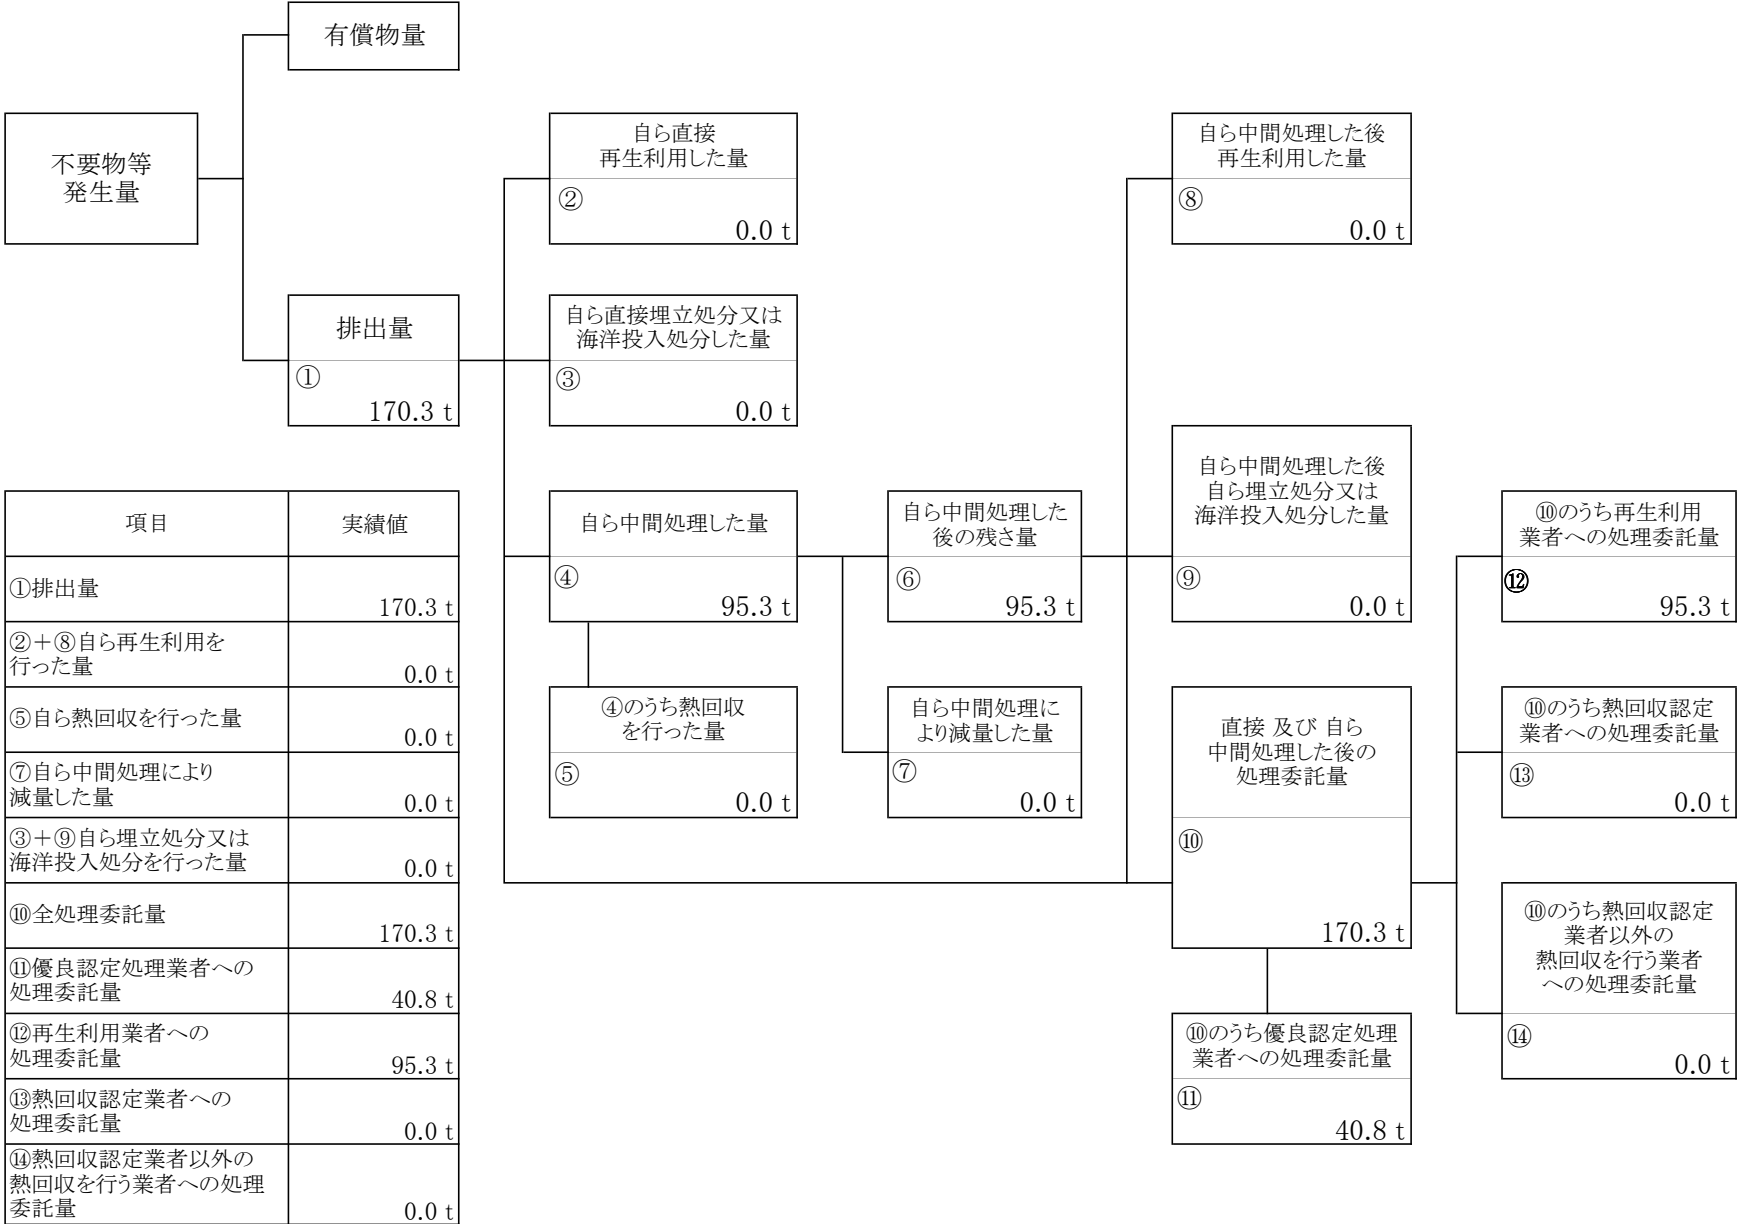 有償物量
不要物等
発生量
自ら直接
再生利用した量
②
0.0 t
自ら中間処理した後
再生利用した量
⑧
0.0 t
排出量
①
170.3 t
自ら直接埋立処分又は
海洋投入処分した量
③
0.0 t
自ら中間処理した量
④
95.3 t
自ら中間処理した
後の残さ量
⑥
95.3 t
自ら中間処理した後
自ら埋立処分又は
海洋投入処分した量
⑨
0.0 t
⑩のうち再生利用
業者への処理委託量
⑫
95.3 t
④のうち熱回収
を行った量
⑤
0.0 t
自ら中間処理に
より減量した量
⑦
0.0 t
直接 及び 自ら
中間処理した後の
処理委託量
⑩
170.3 t
⑩のうち熱回収認定
業者への処理委託量
⑬
0.0 t
⑩のうち熱回収認定
業者以外の
熱回収を行う業者
への処理委託量
⑭
0.0 t
⑩のうち優良認定処理
業者への処理委託量
⑪
40.8 t
項目 実績値
①排出量
170.3 t
②＋⑧自ら再生利用を
行った量
0.0 t
⑤自ら熱回収を行った量
0.0 t
⑦自ら中間処理により
減量した量
0.0 t
③＋⑨自ら埋立処分又は
海洋投入処分を行った量
0.0 t
⑩全処理委託量
170.3 t
⑪優良認定処理業者への
処理委託量
40.8 t
⑫再生利用業者への
処理委託量
95.3 t
⑬熱回収認定業者への
処理委託量
0.0 t
⑭熱回収認定業者以外の
熱回収を行う業者への処理
委託量
0.0 t